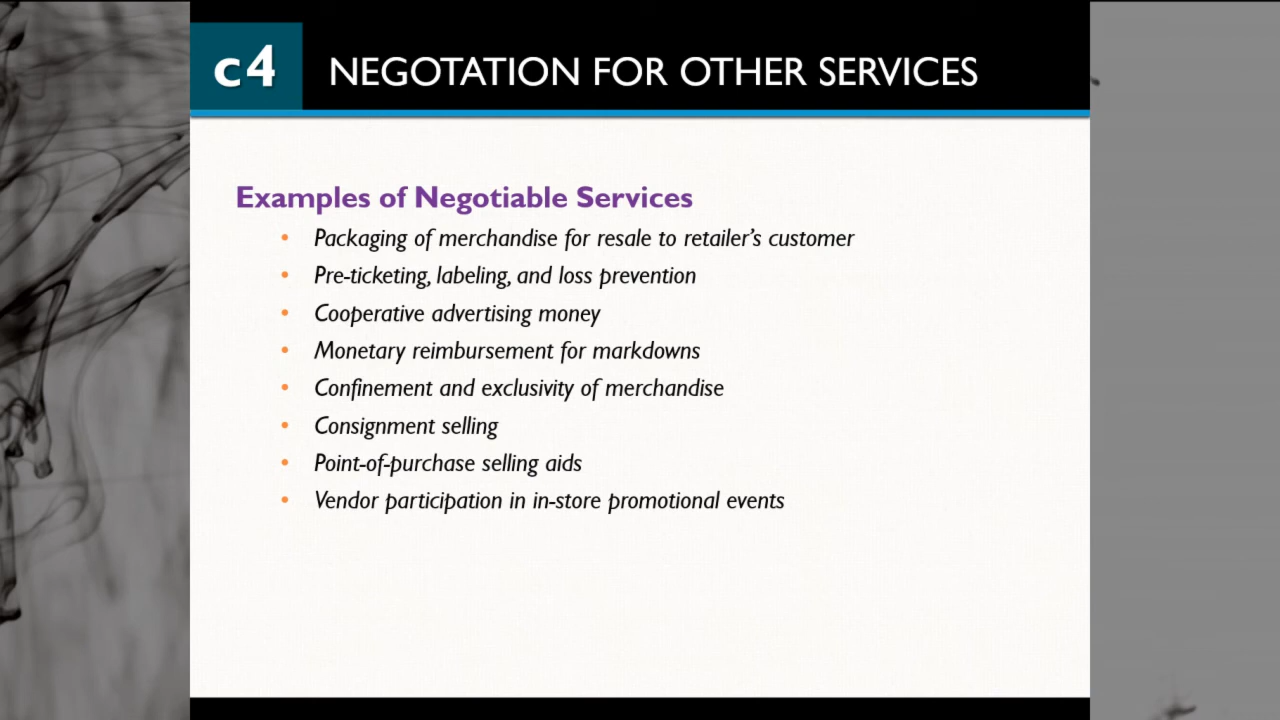 c4
NEGOTATION FOR OTHER SERVICES
Examples of Negotiable Services
• Packaging of merchandise for resale to retailer’s customer
• Pre-ticketing, labeling, and loss prevention
• Cooperative advertising money
• Monetary reimbursement for markdowns
• Confinement and exclusivity of merchandise
• Consignment selling
• Point-of-purchase selling aids
• Vendor participation in in-store promotional events